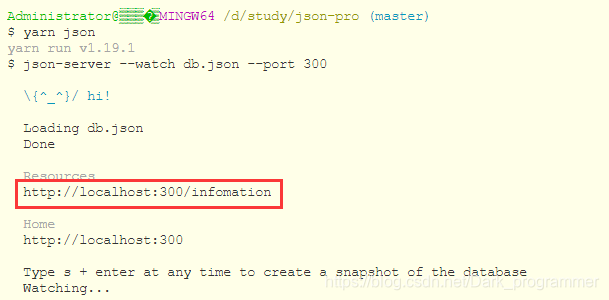 Administrator@ MINGW64 /d/study/json-pro (master)
$ yarn json
yarn run v1.19.1
$ json-server --watch db.json --port 300
\{^_^}/ hi!
Loading db.json
Done
Resources
http://localhost:300/infomation
Home
http://localhost:300
Type s + enter at any time to create a snapshot of the database
Watching...
https://blog.csdn.net/Dark_programmer